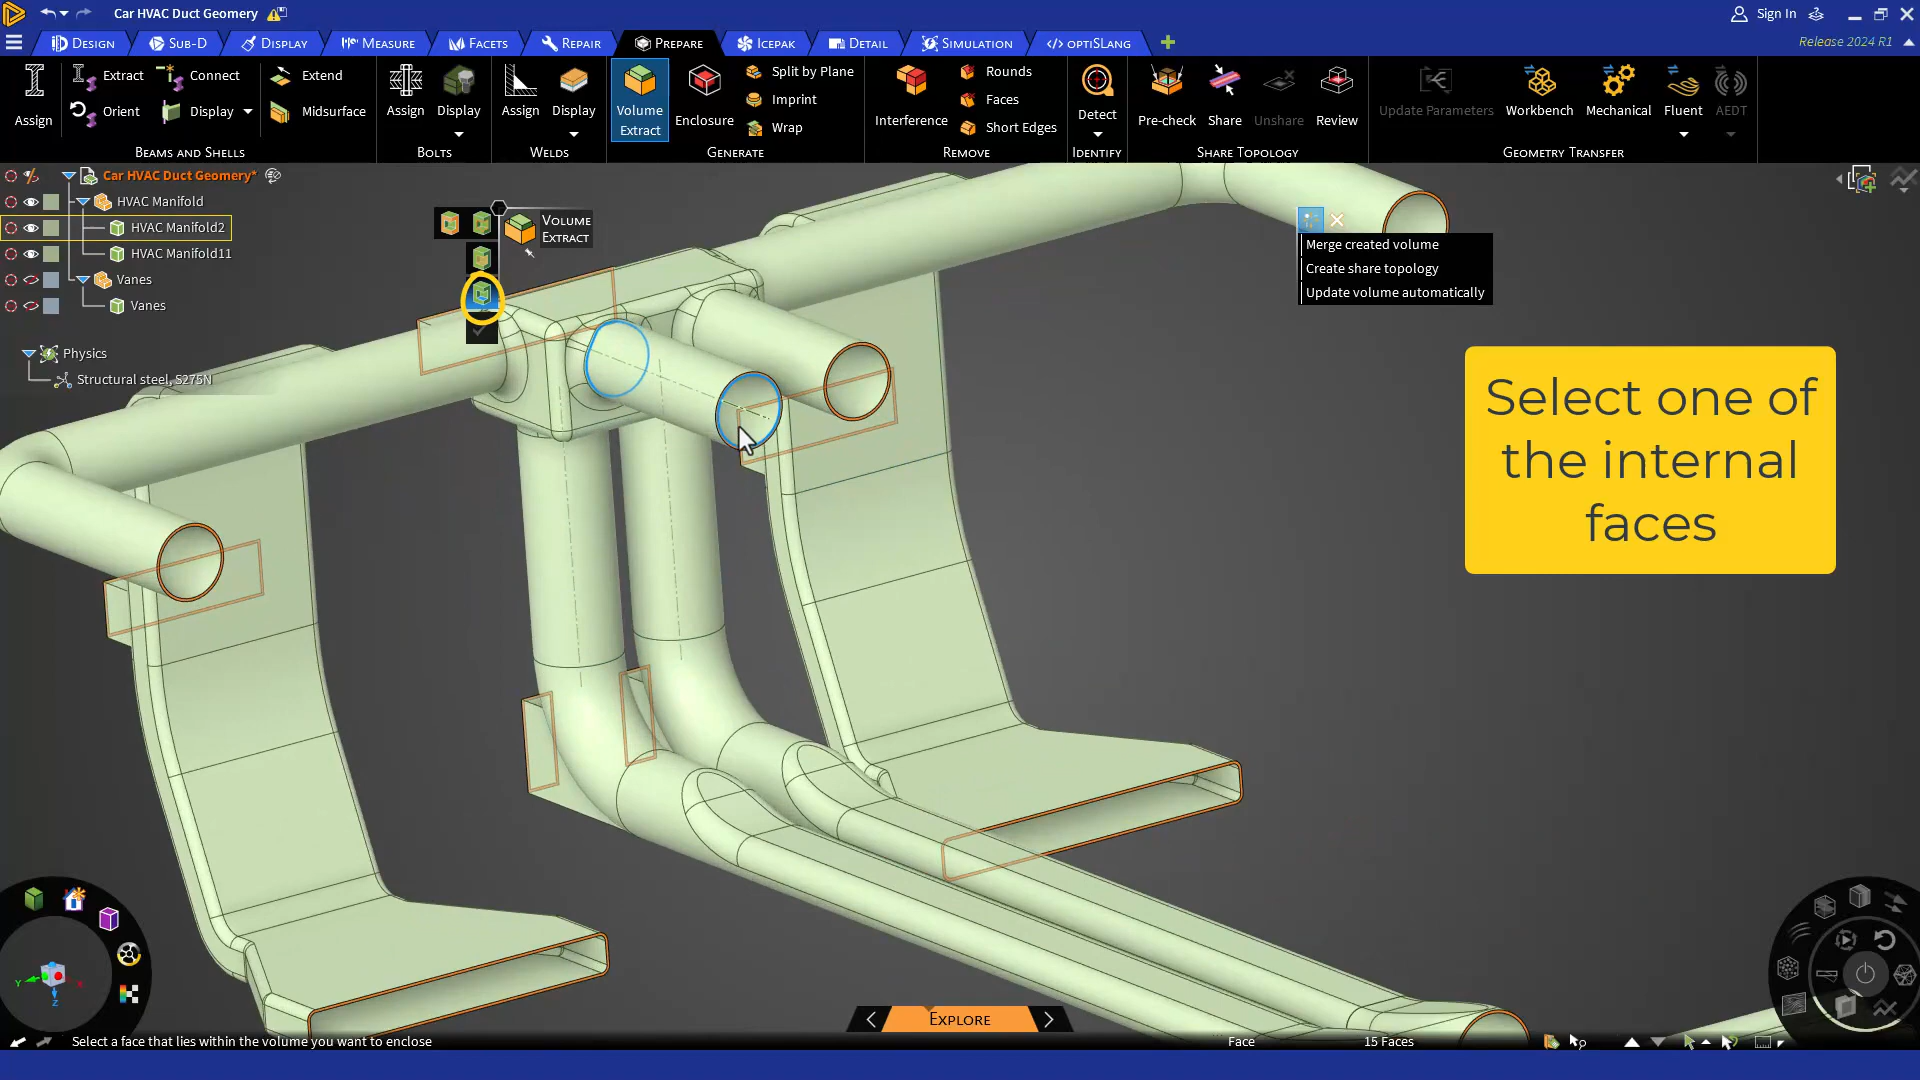 Car HVAC Duct Geometry
Sign In
Design
Sub-D
Display
Measure
Facets
Repair
Prepare
Icepak
Detail
Simulation
optiSLang
Release 2024 R1
Assign
Extract
Orient
Connect
Display
Extend
Midsurface
Beams and Shells
Assign
Display
Bolts
Assign
Display
Welds
Volume
Extract
Enclosure
Split by Plane
Imprint
Wrap
Generate
Interference
Rounds
Faces
Short Edges
Remove
Detect
Identify
Pre-check
Share
Unshare
Review
Share Topology
Update Parameters
Workbench
Mechanical
Fluent
AEDT
Geometry Transfer
Car HVAC Duct Geometry*
HVAC Manifold
HVAC Manifold2
HVAC Manifold11
Vanes
Vanes
Physics
Structural steel, S275N
Volume
Extract
Merge created volume
Create share topology
Update volume automatically
Select one of
the internal
faces
Y
X
Z
Explore
Select a face that lies within the volume you want to enclose
Face
15 Faces